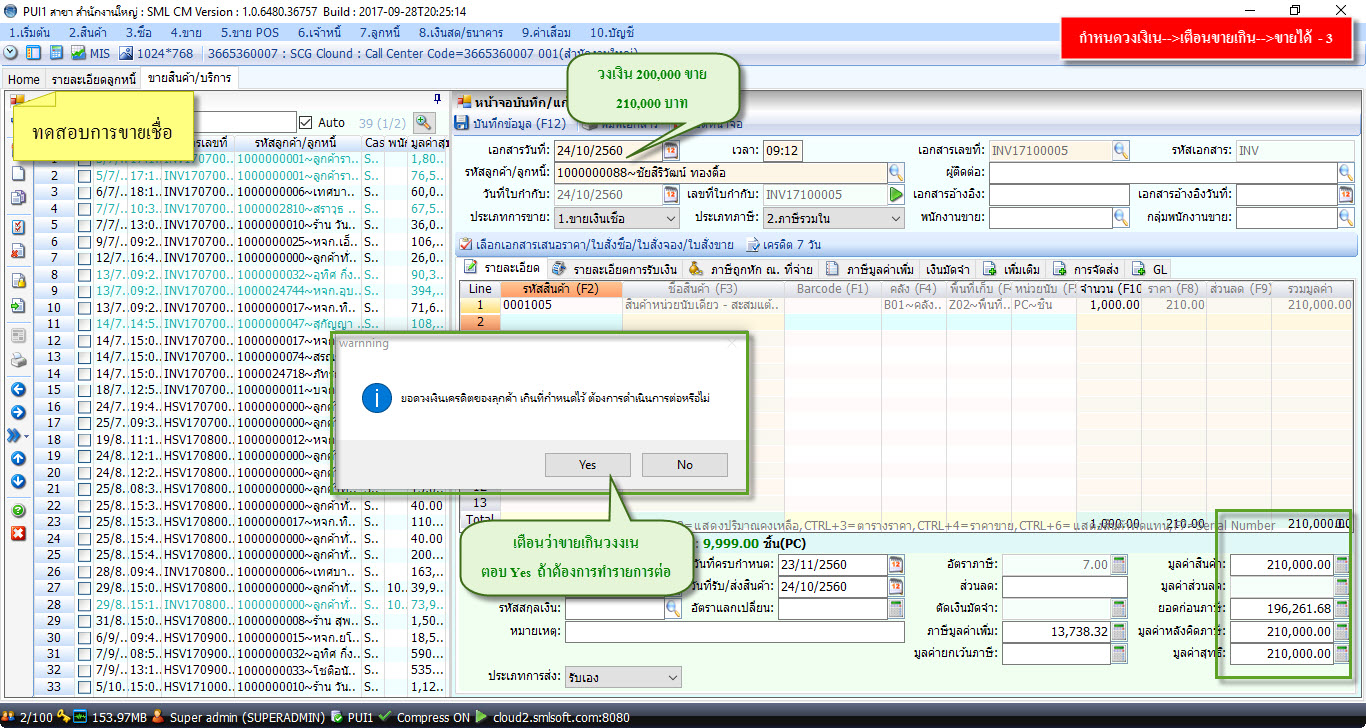 PUI1 สาขา สำนักงานใหญ่ : SML CM Version : 1.0.6480.36757 Build : 2017-09-28T20:25:14
1.เริ่มต้น 2.สินค้า 3.ซื้อ 4.ขาย 5.ขาย POS 6.เจ้าหนี้ 7.ลูกหนี้ 8.เงินสด/ธนาคาร 9.ค่าเสื่อม 10.บัญชี
กำหนดวงเงิน-->เตือนขายเกิน-->ขายได้ - 3
MIS 1024*768 3665360007 : SCG Clound : Call Center Code=3665360007 001(สำนักงานใหญ่)
Home รายละเอียดลูกหนี้ ขายสินค้า/บริการ
วงเงิน 200,000 ขาย
210,000 บาท
ทดสอบการขายเชื่อ
Auto 39 (1/2)
เลขที่ รหัสลูกค้า/ลูกหนี้ Cas พนัก มูลค่าสุท
INV170700... 1000000001~ลูกค้ารา... S.. 1,80...
2 5/7/.. 17:1.. INV170700... 1000000001~ลูกค้ารา... S.. 76,5...
3 6/7/.. 18:1.. INV170700... 1000000006~เทศบา... S.. 60,0...
4 7/7/.. 10:3.. INV170700... 1000002810~สราวุธ .. S.. 67,5...
5 7/7/.. 13:0.. INV170700... 1000000010~ร้าน วัน.. S.. 36,0...
6 9/7/.. 09:2.. INV170700... 1000000025~หจก.เอ็.. S.. 106,...
7 12/7.. 16:4.. INV170700... 1000000000~ลูกค้าทั่.. S.. 26,0...
8 13/7.. 09:2.. INV170700... 1000000032~อุทิศ กึ่ง.. S.. 90,3...
9 13/7.. 09:2.. INV170700... 1000024744~หจก.อุบ.. S.. 394,...
10 13/7.. 09:2.. INV170700... 1000000017~หจก.ที.. S.. 71,6...
11 14/7.. 14:5.. INV170700... 1000000047~สุกัญญา .. S.. 108,...
12 14/7.. 15:0.. INV170700... 1000000017~หจ
13 14/7.. 15:0.. INV170700... 1000000074~สรณ
14 14/7.. 15:0.. INV170700... 1000024718~ภัทร
15 18/7.. 12:5.. INV170700... 1000000011~บจก
16 24/7.. 19:4.. HSV170700... 1000000000~ลูกค้
17 25/7.. 09:3.. HSV170700... 1000000000~ลูกค้
18 19/8.. 11:1.. HSV170800... 1000000012~หจก
19 24/8.. 12:1.. HSV170800... 1000000000~ลูกค้
20 24/8.. 12:2.. HSV170800... 1000000000~ลูกค้
21 25/8.. 08:3.. HSV170800... 1000000000~ลูกค้
22 25/8.. 15:3.. HSV170800... 1000000000~ลูกค้าทั่.. S.. 40.00
23 25/8.. 15:3.. HSV170800... 1000000017~หจก.ที.. S.. 110...
24 25/8.. 15:3.. HSV170800... 1000000000~ลูกค้าทั่.. S.. 40.00
25 25/8.. 15:3.. HSV170800... 1000000000~ลูกค้าทั่.. S.. 200...
26 28/8.. 09:4.. INV170800... 1000000006~เทศบา... S.. 163,...
27 29/8.. 15:0.. HSV170800... 1000000000~ลูกค้าทั่.. S.. 10.. 39,9...
28 29/8.. 15:1.. INV170800... 1000000000~ลูกค้าทั่.. S.. 10.. 73,9...
29 31/8.. 15:0.. HSV170800... 1000000008~ร้าน สุพ.. S.. 1,50...
30 6/9/.. 09:4.. HSV170900... 1000000015~หจก.ยโ.. S.. 18,5...
31 7/9/.. 08:5.. HSV170900... 1000000032~อุทิศ กึ่ง.. S.. 590...
32 7/9/.. 13:1.. HSV170900... 1000000033~โชติอนั.. S.. 535...
33 5/10.. 15:0.. HSV171000... 1000000010~ร้าน วัน.. S.. 1,12...
หน้าจอบันทึก/แก้
บันทึกข้อมูล (F12)
เอกสารวันที่: 24/10/2560 เวลา: 09:12 เอกสารเลขที่: INV17100005 รหัสเอกสาร: INV
รหัสลูกค้า/ลูกหนี้: 1000000088~ชัยสิริวัฒน์ ทองดื้อ ผู้ติดต่อ:
วันที่ใบกำกับ: 24/10/2560 เลขที่ใบกำกับ: INV17100005 เอกสารอ้างอิง: เอกสารอ้างอิงวันที่:
ประเภทการขาย: 1.ขายเงินเชื่อ ประเภทภาษี: 2.ภาษีรวมใน พนักงานขาย: กลุ่มพนักงานขาย:
เลือกเอกสารเสนอราคา/ใบสั่งซื้อ/ใบสั่งจอง/ใบสั่งขาย เครดิต 7 วัน
รายละเอียด รายละเอียดการรับเงิน ภาษีถูกหัก ณ. ที่จ่าย ภาษีมูลค่าเพิ่ม เงินมัดจำ เพิ่มเติม การจัดส่ง GL
Line รหัสสินค้า (F2) ชื่อสินค้า (F3) Barcode (F1) คลัง (F4) พื้นที่เก็บ (F หน่วยนับ (F จำนวน (F10 ราคา (F8) ส่วนลด (F9) รวมมูลค่า
1 0001005 สินค้าหน่วยนับเดียว - สะสมแต้.. B01~คลัง.. Z02~พื้นที่.. PC~ชิ้น 1,000.00 210.00 210,000.00
2
warnning
ยอดวงเงินเครดิตของลุกค้า เกินที่กำหนดไว้ ต้องการดำเนินการต่อหรือไม่
Yes No
13
Total 1,000.00 210.00 210,000.00
=แสดงปริมาณคงเหลือ,CTRL+3=ตารางราคา,CTRL+4=ราคาขาย,CTRL+6=
Serial Number
เตือนว่าขายเกินวงงเน
ตอบ Yes ถ้าต้องการทำรายการต่อ
: 9,999.00 ชิ้น(PC)
วันที่ครบกำหนด: 23/11/2560 อัตราภาษี: 7.00 มูลค่าสินค้า: 210,000.00
วันที่รับ/ส่งสินค้า: 24/10/2560 ส่วนลด: มูลค่าส่วนลด:
รหัสสกุลเงิน: อัตราแลกเปลี่ยน: ตัดเงินมัดจำ: ยอดก่อนภาษี: 196,261.68
หมายเหตุ: ภาษีมูลค่าเพิ่ม: 13,738.32 มูลค่าหลังคิดภาษี: 210,000.00
มูลค่ายกเว้นภาษี: มูลค่าสุทธิ: 210,000.00
ประเภทการส่ง: รับเอง
2/100 153.97MB Super admin (SUPERADMIN) PUI1 Compress ON cloud2.smlsoft.com:8080